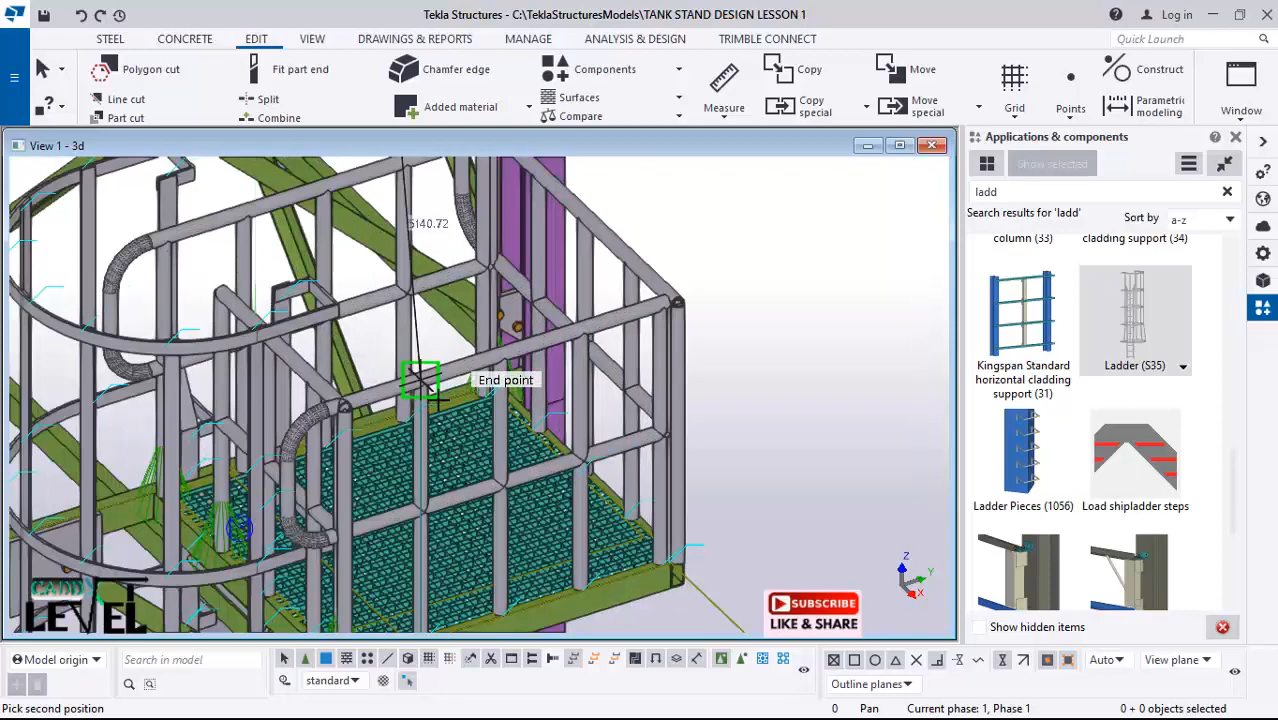 Tekla Structures - C:\TeklaStructuresModels\TANK STAND DESIGN LESSON 1
Log in
STEEL CONCRETE EDIT VIEW DRAWINGS & REPORTS MANAGE ANALYSIS & DESIGN TRIMBLE CONNECT
Quick Launch
Polygon cut
Line cut
Part cut
Fit part end
Split
Combine
Chamfer edge
Added material
Components
Surfaces
Compare
Measure
Copy
Copy special
Move
Move special
Grid
Points
Construct
Parametric modeling
Window
View 1 - 3d
5140.72
End point
Z
Y
X
CADD
LEVEL
SUBSCRIBE
LIKE & SHARE
Applications & components
Show selected
ladd
Search results for 'ladd'
Sort by a-z
column (33)
cladding support (34)
Kingspan Standard
horizontal cladding
support (31)
Ladder (S35)
Ladder Pieces (1056)
Load shipladder steps
Show hidden items
Model origin
Search in model
standard
Auto
View plane
Outline planes
Pick second position
0 Pan Current phase: 1, Phase 1 0 + 0 objects selected